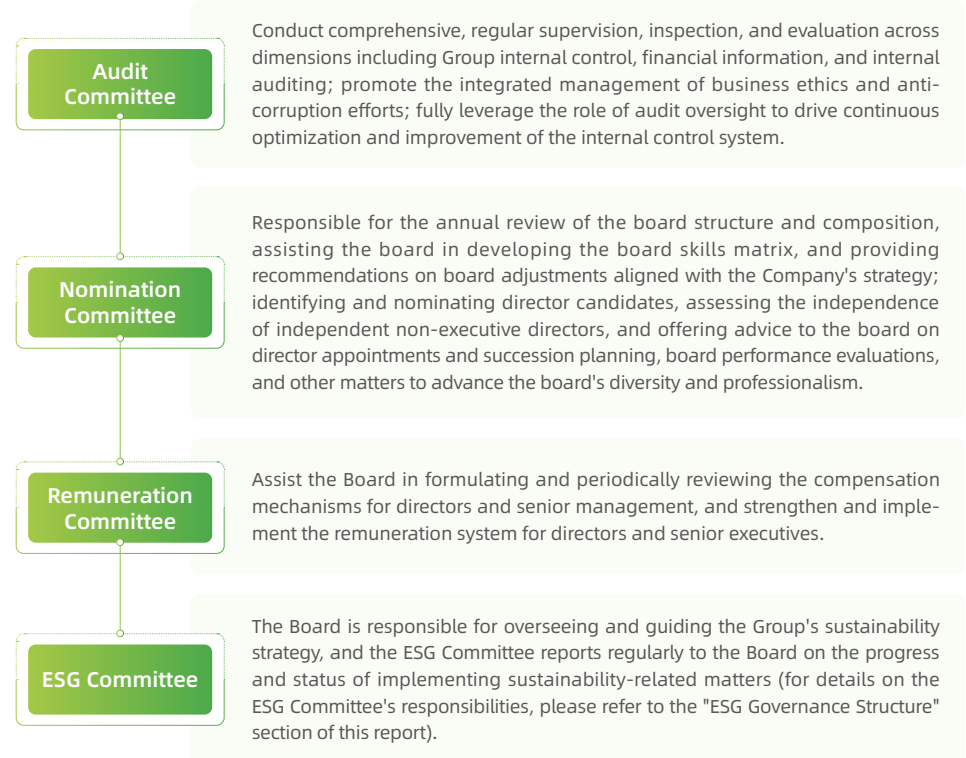 Audit
Committee
Conduct comprehensive, regular supervision, inspection, and evaluation across
dimensions including Group internal control, financial information, and internal
auditing; promote the integrated management of business ethics and anti-
corruption efforts; fully leverage the role of audit oversight to drive continuous
optimization and improvement of the internal control system.
Nomination
Committee
Responsible for the annual review of the board structure and composition,
assisting the board in developing the board skills matrix, and providing
recommendations on board adjustments aligned with the Company's strategy;
identifying and nominating director candidates, assessing the independence
of independent non-executive directors, and offering advice to the board on
director appointments and succession planning, board performance evaluations,
and other matters to advance the board's diversity and professionalism.
Remuneration
Committee
Assist the Board in formulating and periodically reviewing the compensation
mechanisms for directors and senior management, and strengthen and imple-
ment the remuneration system for directors and senior executives.
ESG Committee
The Board is responsible for overseeing and guiding the Group's sustainability
strategy, and the ESG Committee reports regularly to the Board on the progress
and status of implementing sustainability-related matters (for details on the
ESG Committee's responsibilities, please refer to the "ESG Governance Structure"
section of this report).